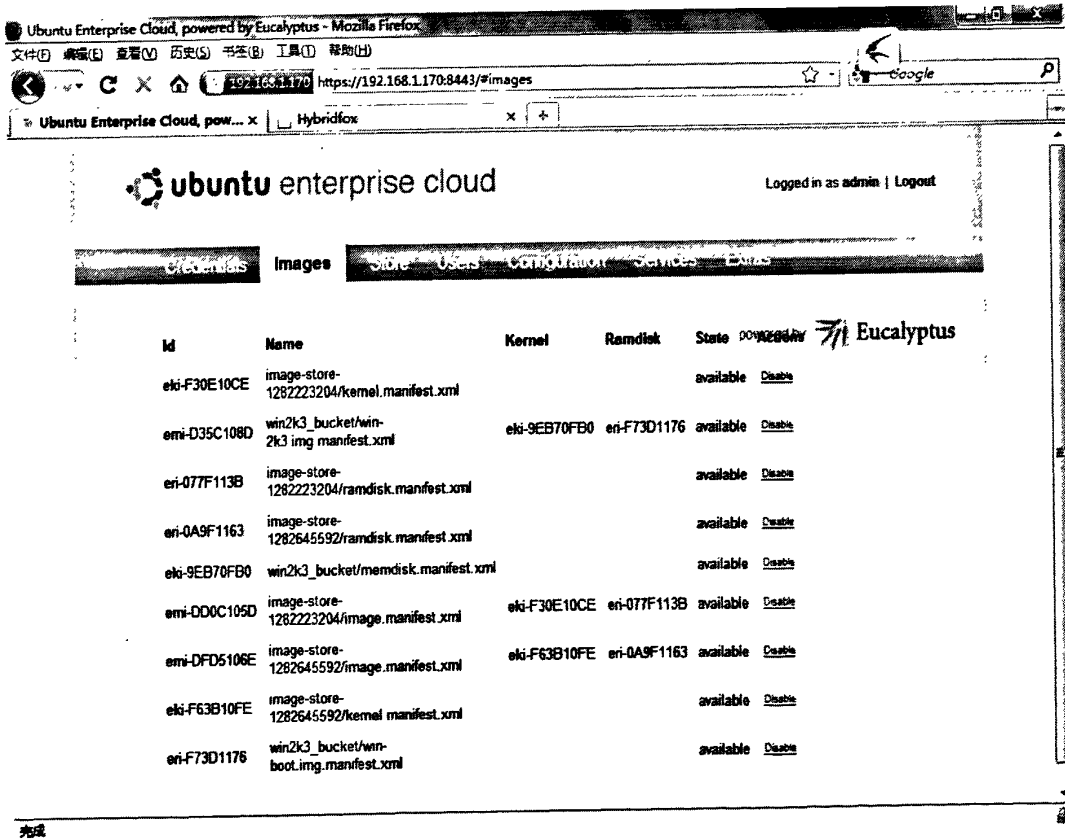 Ubuntu Enterprise Cloud, powered by Eucalyptus - Mozilla Firefox
文件(F) 编辑(E) 查看(V) 历史(S) 书签(B) 工具(T) 帮助(H)
192.168.1.170 https://192.168.1.170:8443/#images
Google
Ubuntu Enterprise Cloud, pow... × Hybridfox ×
ubuntu enterprise cloud
Logged in as admin | Logout
Credentials Images Store Users Configuration Services Extras
powered by Eucalyptus
Id Name Kernel Ramdisk State Actions
eki-F30E10CE image-store-
1282223204/kernel.manifest.xml available Disable
emi-D35C108D win2k3_bucket/win-
2k3 img manifest.xml eki-9EB70FB0 eri-F73D1176 available Disable
eri-077F113B image-store-
1282223204/ramdisk.manifest.xml available Disable
eri-0A9F1163 image-store-
1282645592/ramdisk.manifest.xml available Disable
eki-9EB70FB0 win2k3_bucket/memdisk.manifest.xml available Disable
emi-DD0C105D image-store-
1282223204/image.manifest.xml eki-F30E10CE eri-077F113B available Disable
emi-DFD5106E image-store-
1282645592/image.manifest.xml eki-F63B10FE eri-0A9F1163 available Disable
eki-F63B10FE image-store-
1282645592/kernel manifest.xml available Disable
eri-F73D1176 win2k3_bucket/win-
boot.img.manifest.xml available Disable
完成